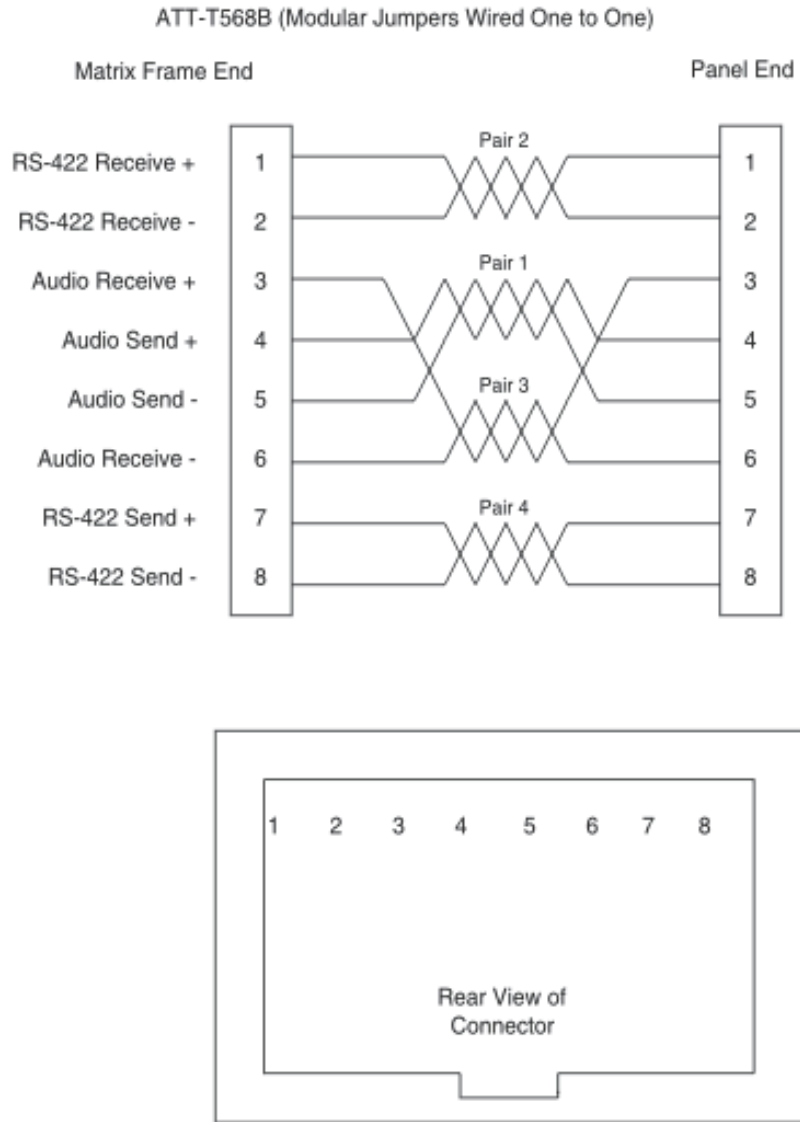 ATT-T568B (Modular Jumpers Wired One to One)
Matrix Frame End
Panel End
Pair 2
RS-422 Receive + 1 1
RS-422 Receive - 2 2
Pair 1
Audio Receive + 3 3
Audio Send + 4 4
Pair 3
Audio Send - 5 5
Audio Receive - 6 6
Pair 4
RS-422 Send + 7 7
RS-422 Send - 8 8
1 2 3 4 5 6 7 8
Rear View of
Connector